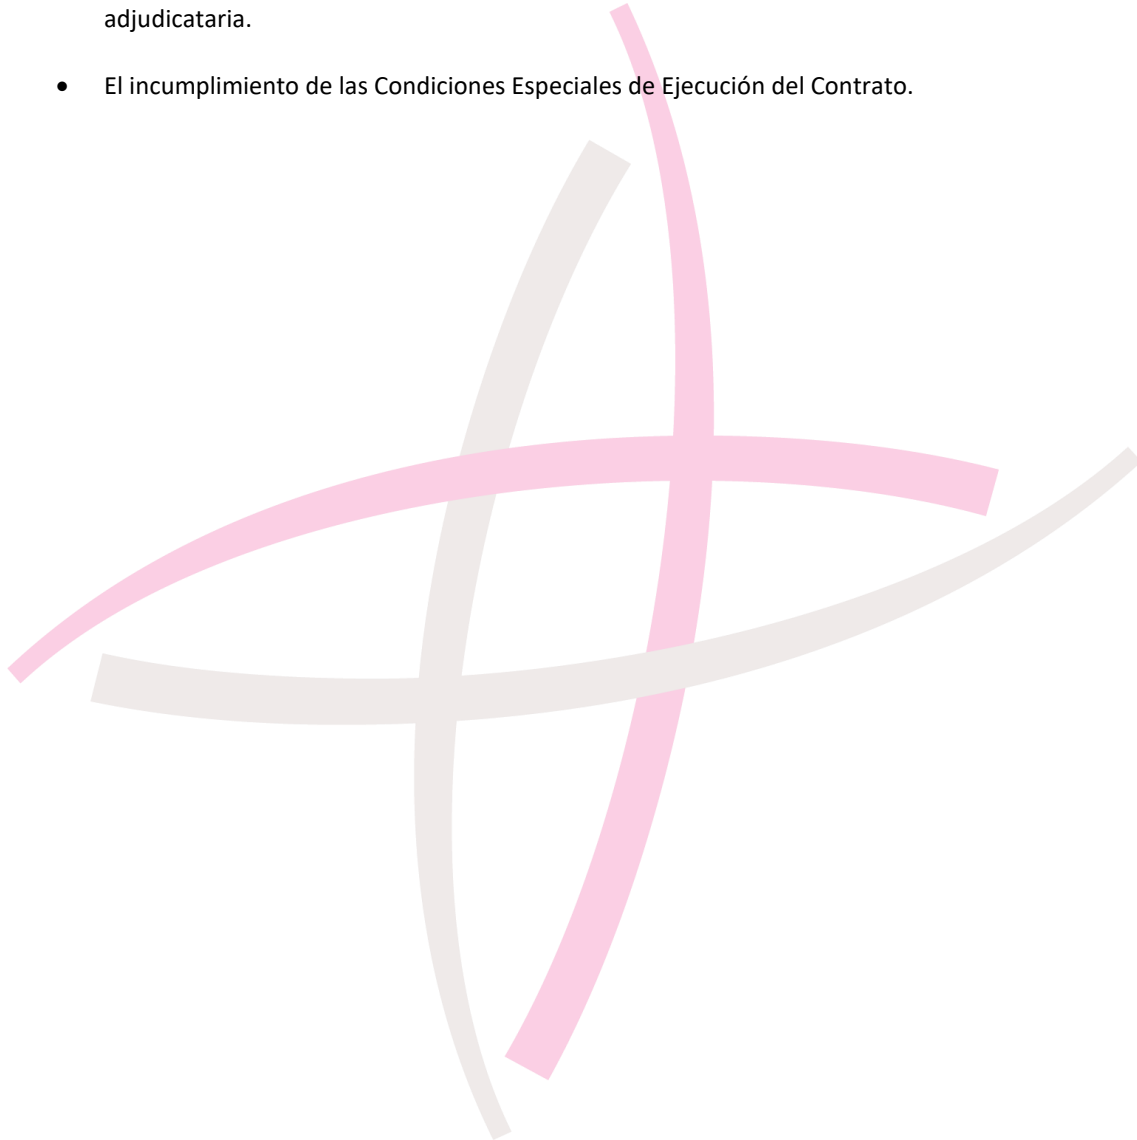 adjudicataria.
• El incumplimiento de las Condiciones Especiales de Ejecución del Contrato.